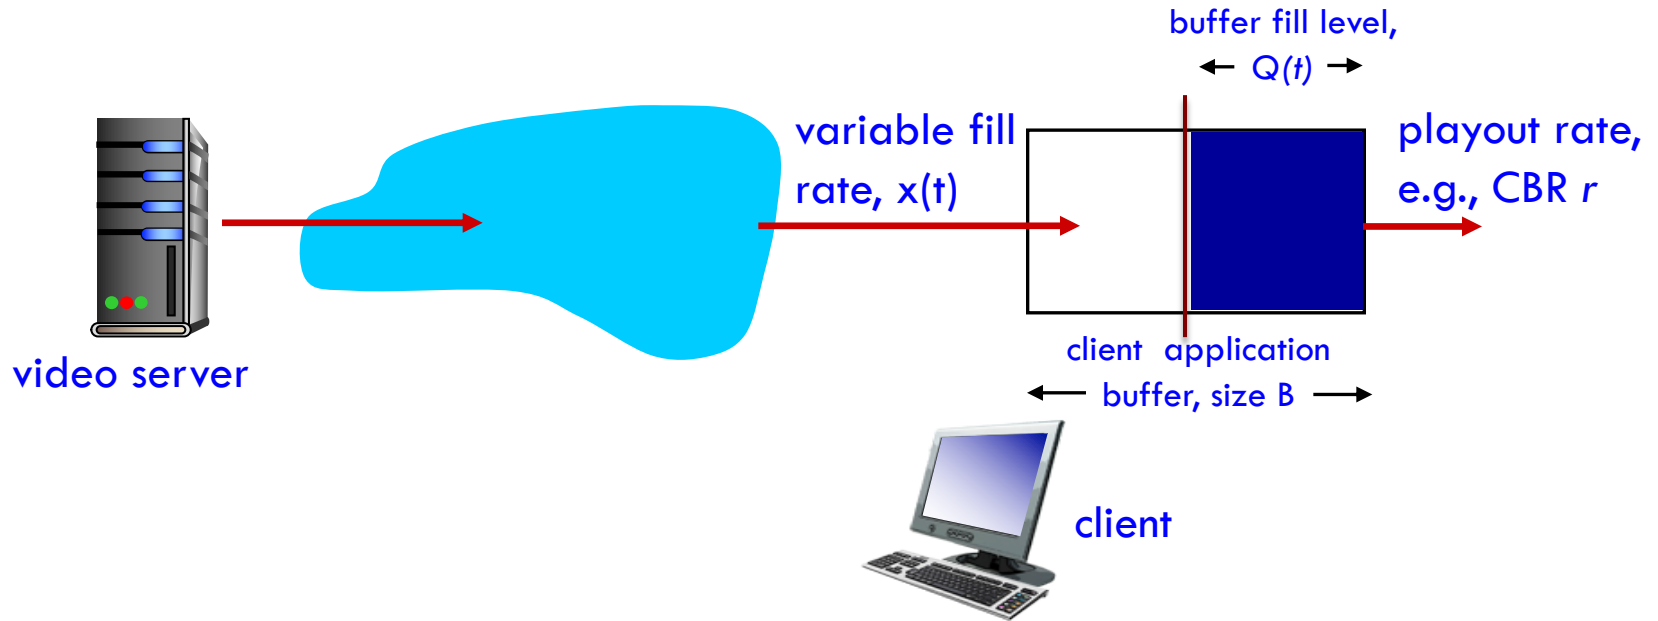 buffer fill level,
Q(t)
variable fill
rate, x(t)
playout rate,
e.g., CBR r
video server
client application
buffer, size B
client